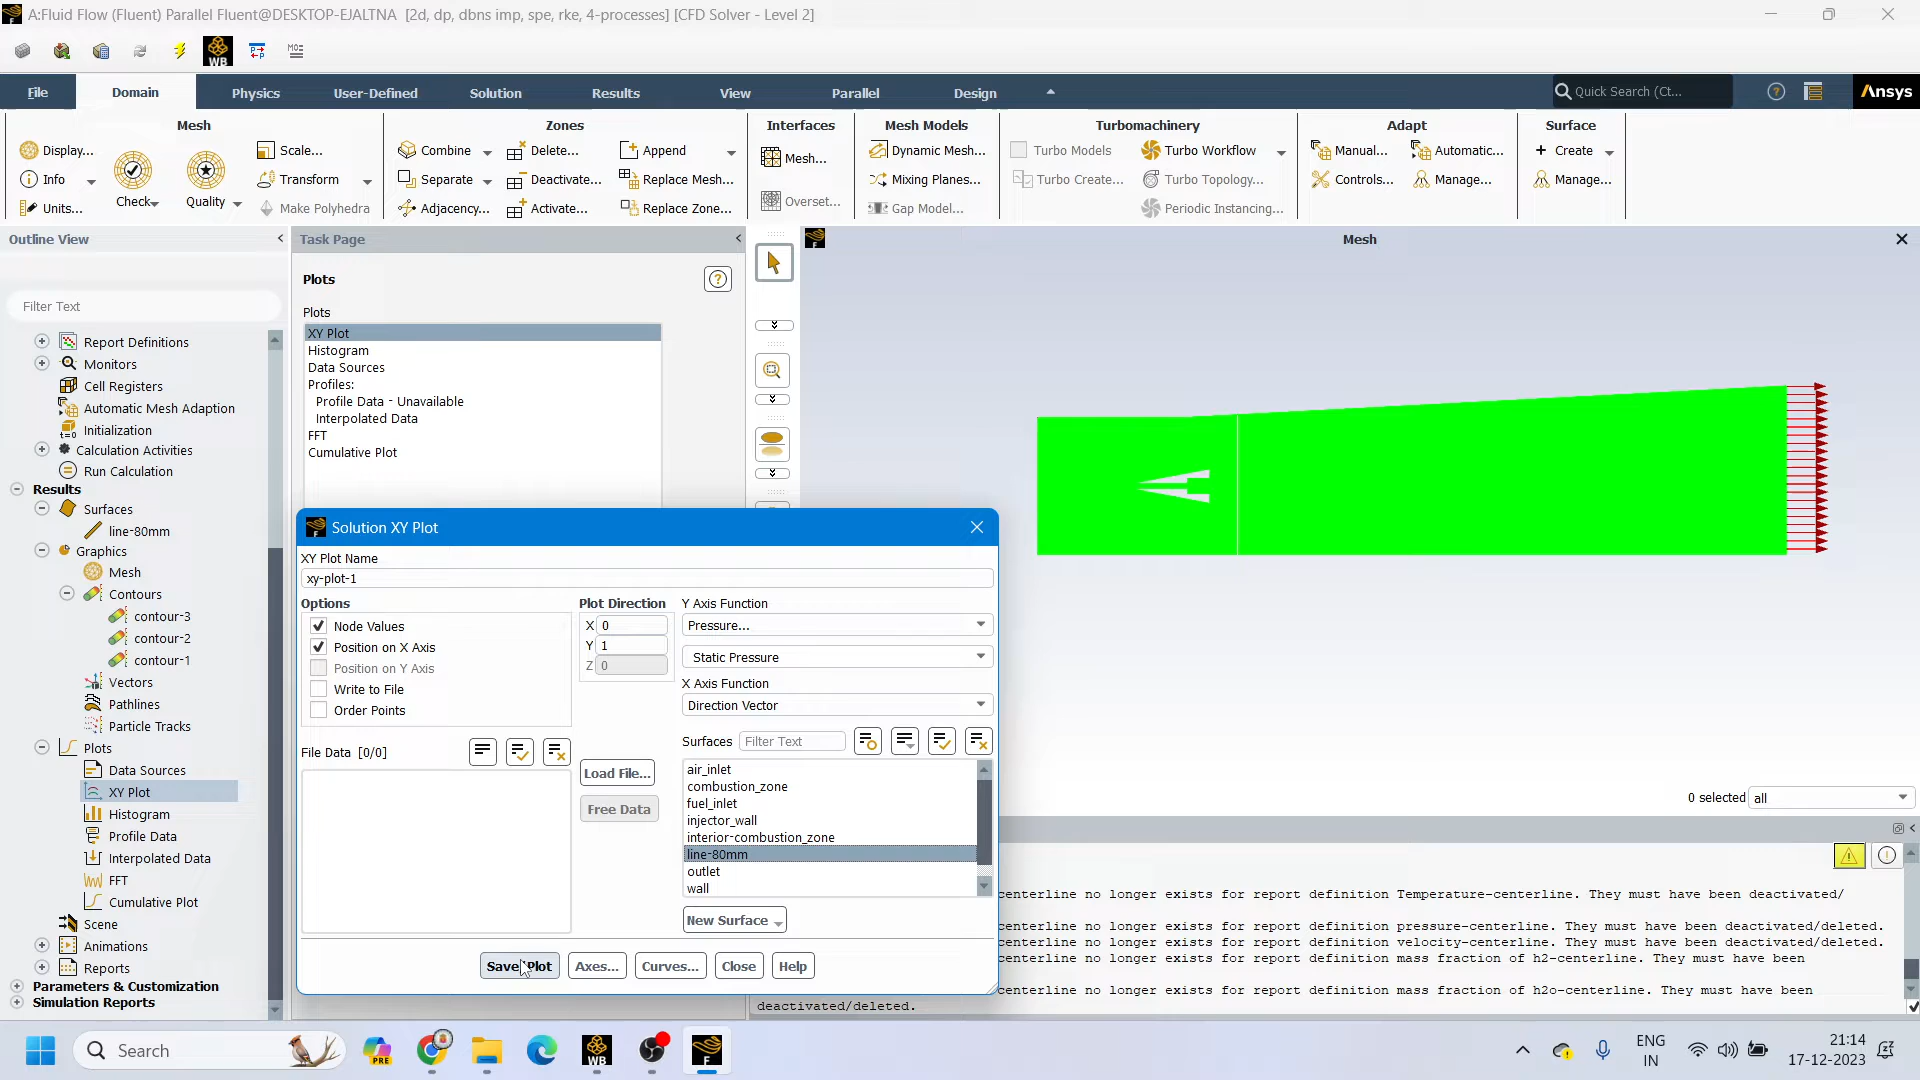 A:Fluid Flow (Fluent) Parallel Fluent@DESKTOP-EJALTNA [2d, dp, dbns imp, spe, rke, 4-processes] [CFD Solver - Level 2]
WB
File Domain Physics User-Defined Solution Results View Parallel Design Quick Search (Ct... Ansys
Mesh Zones Interfaces Mesh Models Turbomachinery Adapt Surface
Display... Scale... Combine Delete... Append Mesh... Dynamic Mesh... Turbo Models Turbo Workflow Manual... Automatic... + Create
Info Check Quality Transform Separate Deactivate... Replace Mesh... Mixing Planes... Turbo Create... Turbo Topology... Controls... Manage... Manage...
Units... Make Polyhedra Adjacency... Activate... Replace Zone... Overset... Gap Model... Periodic Instancing...
Outline View
Task Page
Mesh
Filter Text
Report Definitions
Monitors
Cell Registers
Automatic Mesh Adaption
Initialization
Calculation Activities
Run Calculation
Results
Surfaces
line-80mm
Graphics
Mesh
Contours
contour-3
contour-2
contour-1
Vectors
Pathlines
Particle Tracks
Plots
Data Sources
XY Plot
Histogram
Profile Data
Interpolated Data
FFT
Cumulative Plot
Scene
Animations
Reports
Parameters & Customization
Simulation Reports
Plots
Plots
XY Plot
Histogram
Data Sources
Profiles:
Profile Data - Unavailable
Interpolated Data
FFT
Cumulative Plot
Solution XY Plot
XY Plot Name
xy-plot-1
Options
Node Values
Position on X Axis
Position on Y Axis
Write to File
Order Points
Plot Direction
X 0
Y 1
Z 0
Y Axis Function
Pressure...
Static Pressure
X Axis Function
Direction Vector
File Data [0/0]
Load File...
Free Data
Surfaces Filter Text
air_inlet
combustion_zone
fuel_inlet
injector_wall
interior-combustion_zone
line-80mm
outlet
wall
New Surface
Save/Plot Axes... Curves... Close Help
0 selected all
centerline no longer exists for report definition Temperature-centerline. They must have been deactivated/
centerline no longer exists for report definition pressure-centerline. They must have been deactivated/deleted.
centerline no longer exists for report definition velocity-centerline. They must have been deactivated/deleted.
centerline no longer exists for report definition mass fraction of h2-centerline. They must have been
centerline no longer exists for report definition mass fraction of h2o-centerline. They must have been
deactivated/deleted.
Search
PRE
WB
ENG
IN
21:14
17-12-2023